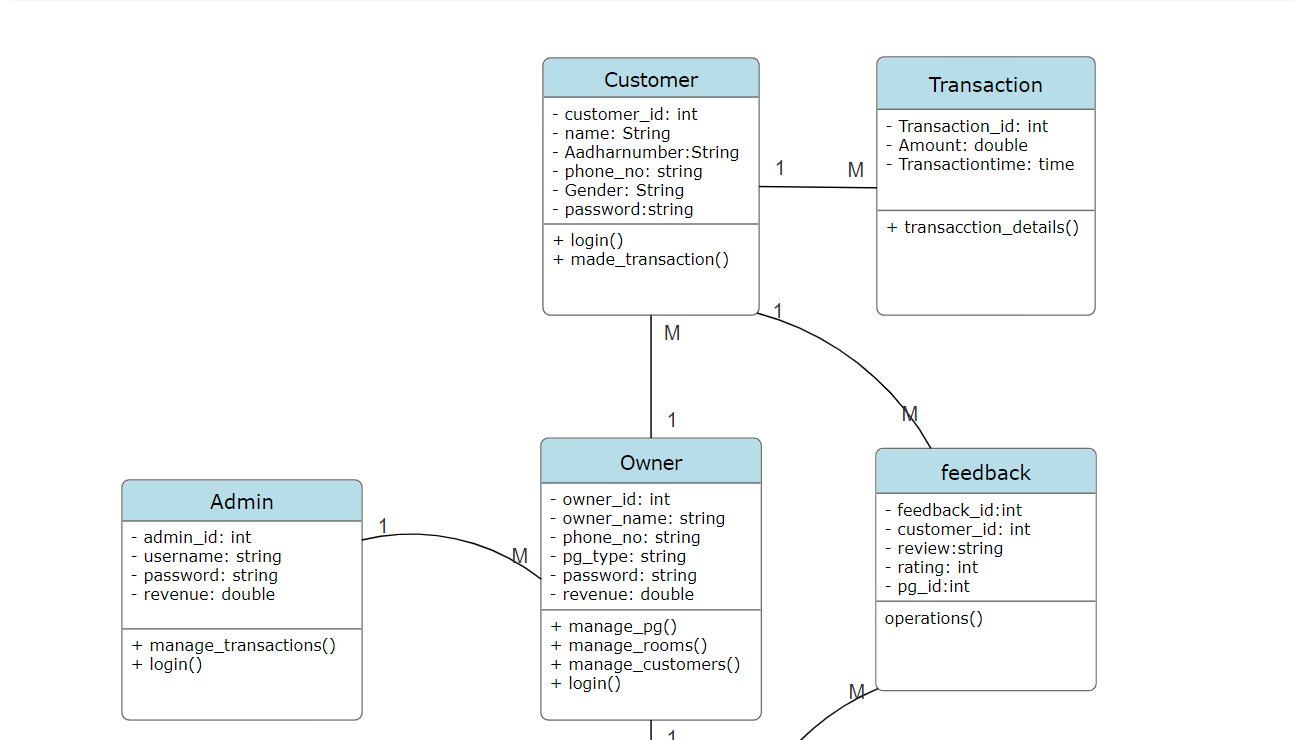 Customer
- customer_id: int
- name: String
- Aadharnumber:String
- phone_no: string
- Gender: String
- password:string
+ login()
+ made_transaction()
Transaction
- Transaction_id: int
- Amount: double
- Transactiontime: time
+ transacction_details()
1
M
1
M
M
1
Owner
- owner_id: int
- owner_name: string
- phone_no: string
- pg_type: string
- password: string
- revenue: double
+ manage_pg()
+ manage_rooms()
+ manage_customers()
+ login()
feedback
- feedback_id:int
- customer_id: int
- review:string
- rating: int
- pg_id:int
operations()
Admin
- admin_id: int
- username: string
- password: string
- revenue: double
+ manage_transactions()
+ login()
1
M
M
1